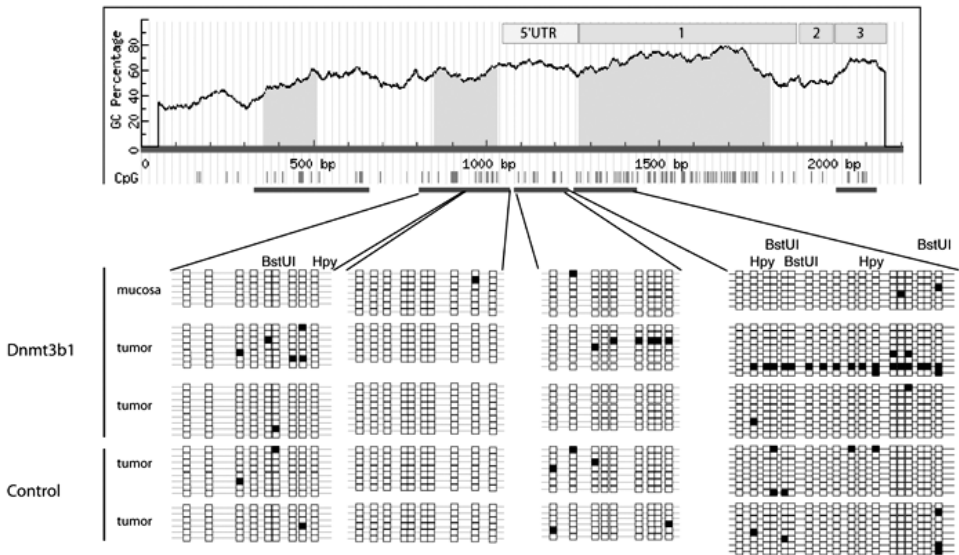 5'UTR 1 2 3
GC Percentage
80
60
40
20
0
0 500 bp 1000 bp 1500 bp 2000 bp
CpG
BstUI BstUI
BstUI Hpy Hpy BstUI Hpy
mucosa
Dnmt3b1 tumor
tumor
tumor
Control
tumor